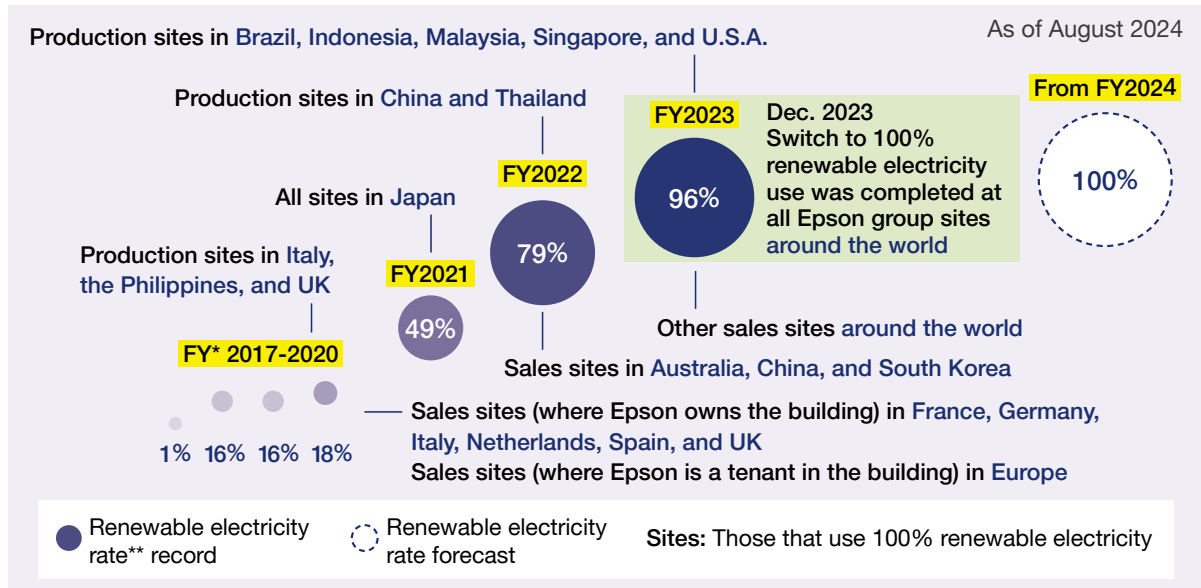 As of August 2024
Production sites in Brazil, Indonesia, Malaysia, Singapore, and U.S.A.
Production sites in China and Thailand
All sites in Japan
Production sites in Italy,
the Philippines, and UK
FY* 2017-2020
1% 16% 16% 18%
FY2021
49%
FY2022
79%
FY2023
96%
Dec. 2023
Switch to 100%
renewable electricity
use was completed at
all Epson group sites
around the world
From FY2024
100%
Other sales sites around the world
Sales sites in Australia, China, and South Korea
Sales sites (where Epson owns the building) in France, Germany,
Italy, Netherlands, Spain, and UK
Sales sites (where Epson is a tenant in the building) in Europe
Renewable electricity
rate** record
Renewable electricity
rate forecast
Sites: Those that use 100% renewable electricity